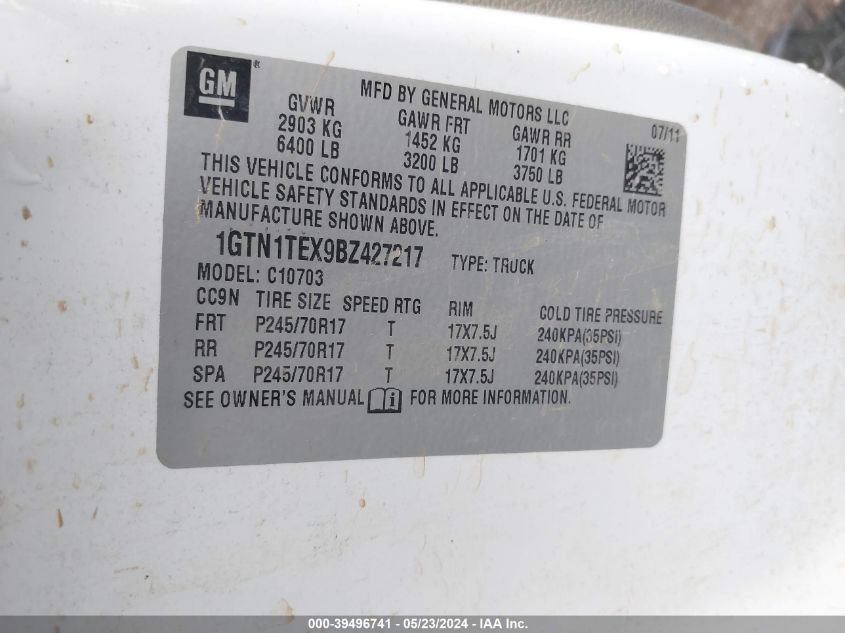 GM
MFD BY GENERAL MOTORS LLC
07/11
GVWR GAWR FRT GAWR RR
2903 KG 1452 KG 1701 KG
6400 LB 3200 LB 3750 LB
THIS VEHICLE CONFORMS TO ALL APPLICABLE U.S. FEDERAL MOTOR
VEHICLE SAFETY STANDARDS IN EFFECT ON THE DATE OF
MANUFACTURE SHOWN ABOVE.
1GTN1TEX9BZ427217 TYPE: TRUCK
MODEL: C10703
CC9N TIRE SIZE SPEED RTG RIM COLD TIRE PRESSURE
FRT P245/70R17 T 17X7.5J 240KPA(35PSI)
RR P245/70R17 T 17X7.5J 240KPA(35PSI)
SPA P245/70R17 T 17X7.5J 240KPA(35PSI)
SEE OWNER'S MANUAL i FOR MORE INFORMATION.
000-39496741 - 05/23/2024 - IAA Inc.